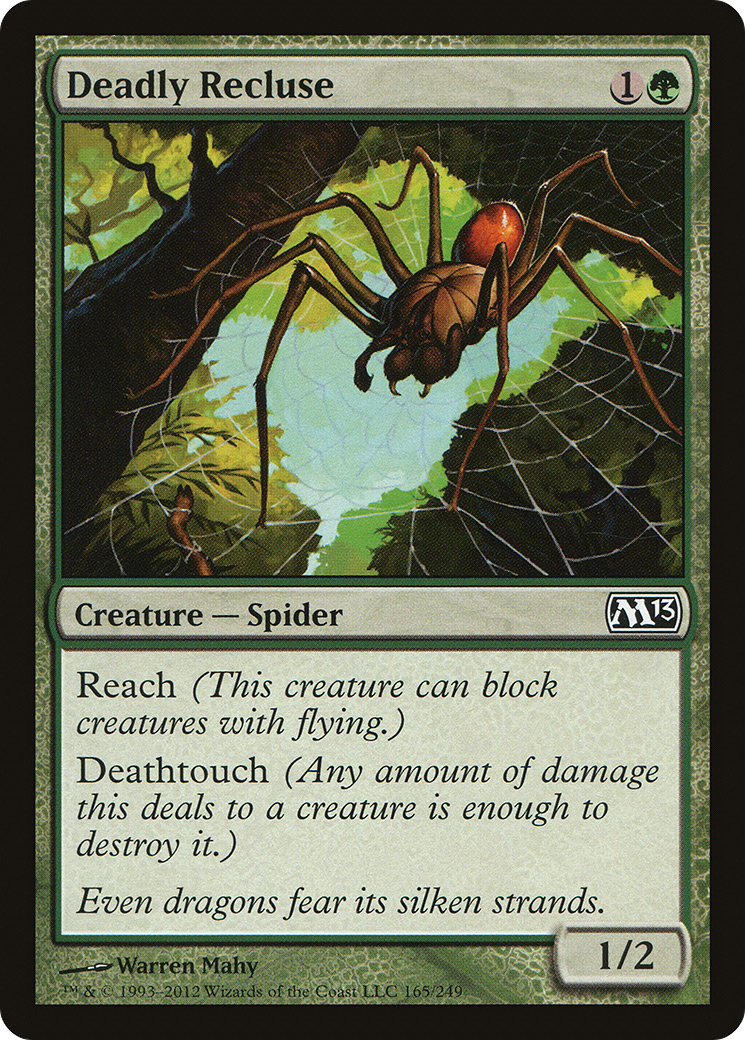 Deadly Recluse 1
Creature — Spider M13
Reach (This creature can block
creatures with flying.)
Deathtouch (Any amount of damage
this deals to a creature is enough to
destroy it.)
Even dragons fear its silken strands.
1/2
Warren Mahy
™ & © 1993–2012 Wizards of the Coast LLC 165/249